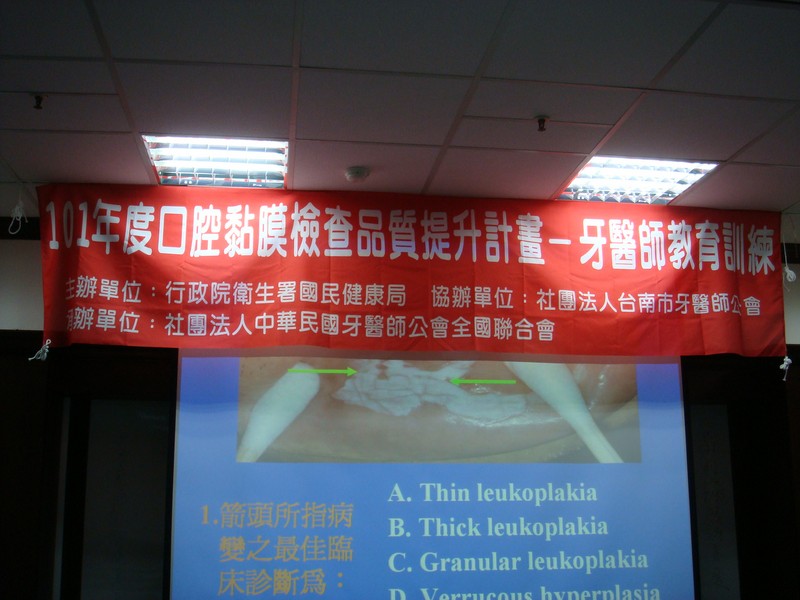 101年度口腔黏膜檢查品質提升計畫－牙醫師教育訓練
主辦單位：行政院衛生署國民健康局 協辦單位：社團法人台南市牙醫師公會
辦單位：社團法人中華民國牙醫師公會全國聯合會
1.箭頭所指病
變之最佳臨
床診斷為：
A. Thin leukoplakia
B. Thick leukoplakia
C. Granular leukoplakia
D. Verrucous hyperplasia